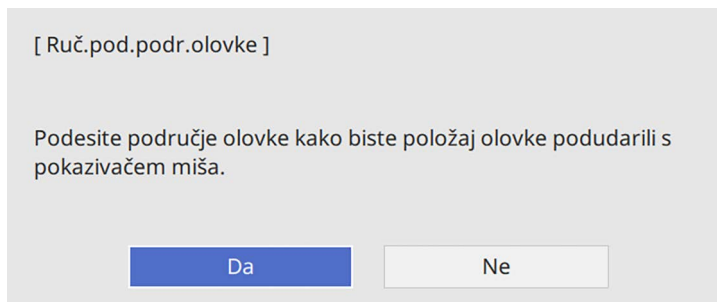 [ Ruč.pod.podr.olovke ]
Podesite područje olovke kako biste položaj olovke podudarili s
pokazivačem miša.
Da
Ne